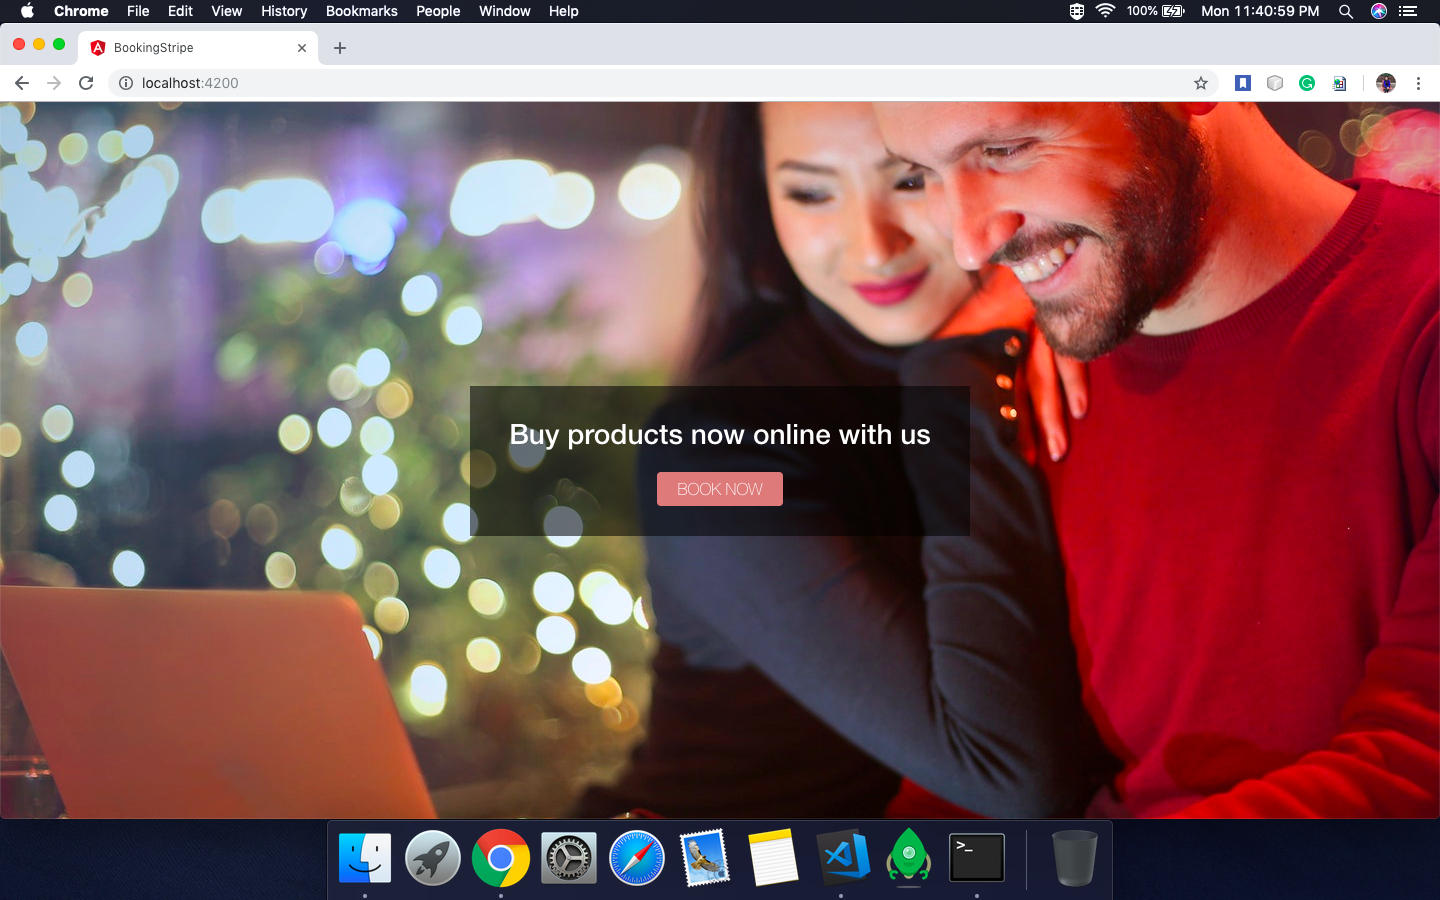 Chrome File Edit View History Bookmarks People Window Help 100% Mon 11:40:59 PM
BookingStripe
localhost:4200
Buy products now online with us
BOOK NOW
>_